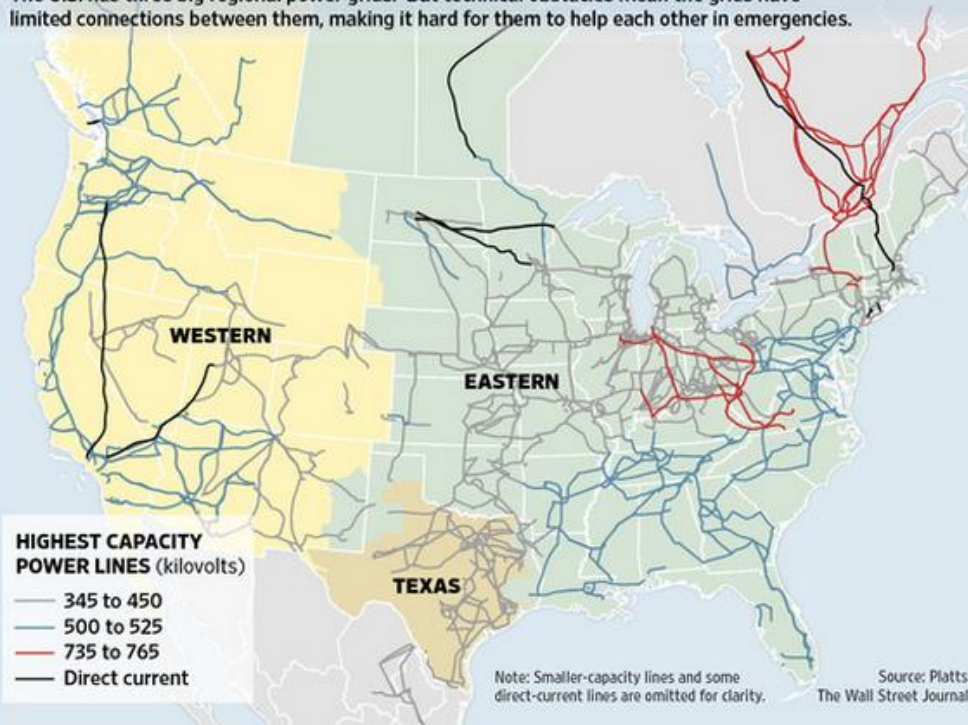 limited connections between them, making it hard for them to help each other in emergencies.
WESTERN
EASTERN
TEXAS
HIGHEST CAPACITY
POWER LINES (kilovolts)
345 to 450
500 to 525
735 to 765
Direct current
Note: Smaller-capacity lines and some
direct-current lines are omitted for clarity.
Source: Platts
The Wall Street Journal